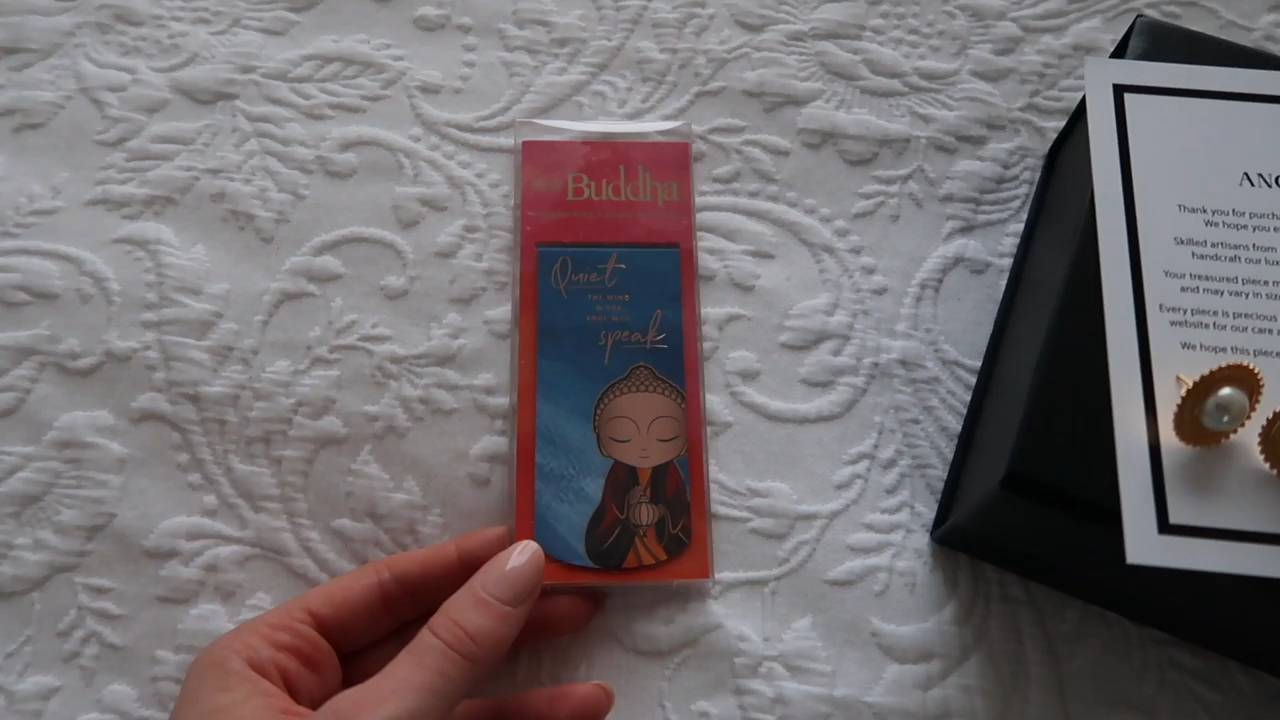 Buddha
Quiet
THE MIND
& THE
SOUL WILL
speak
ANO
Thank you for purch
We hope you e
Skilled artisans from
handcraft our lux
Your treasured piece m
and may vary in siz
Every piece is precious
website for our care a
We hope this piece